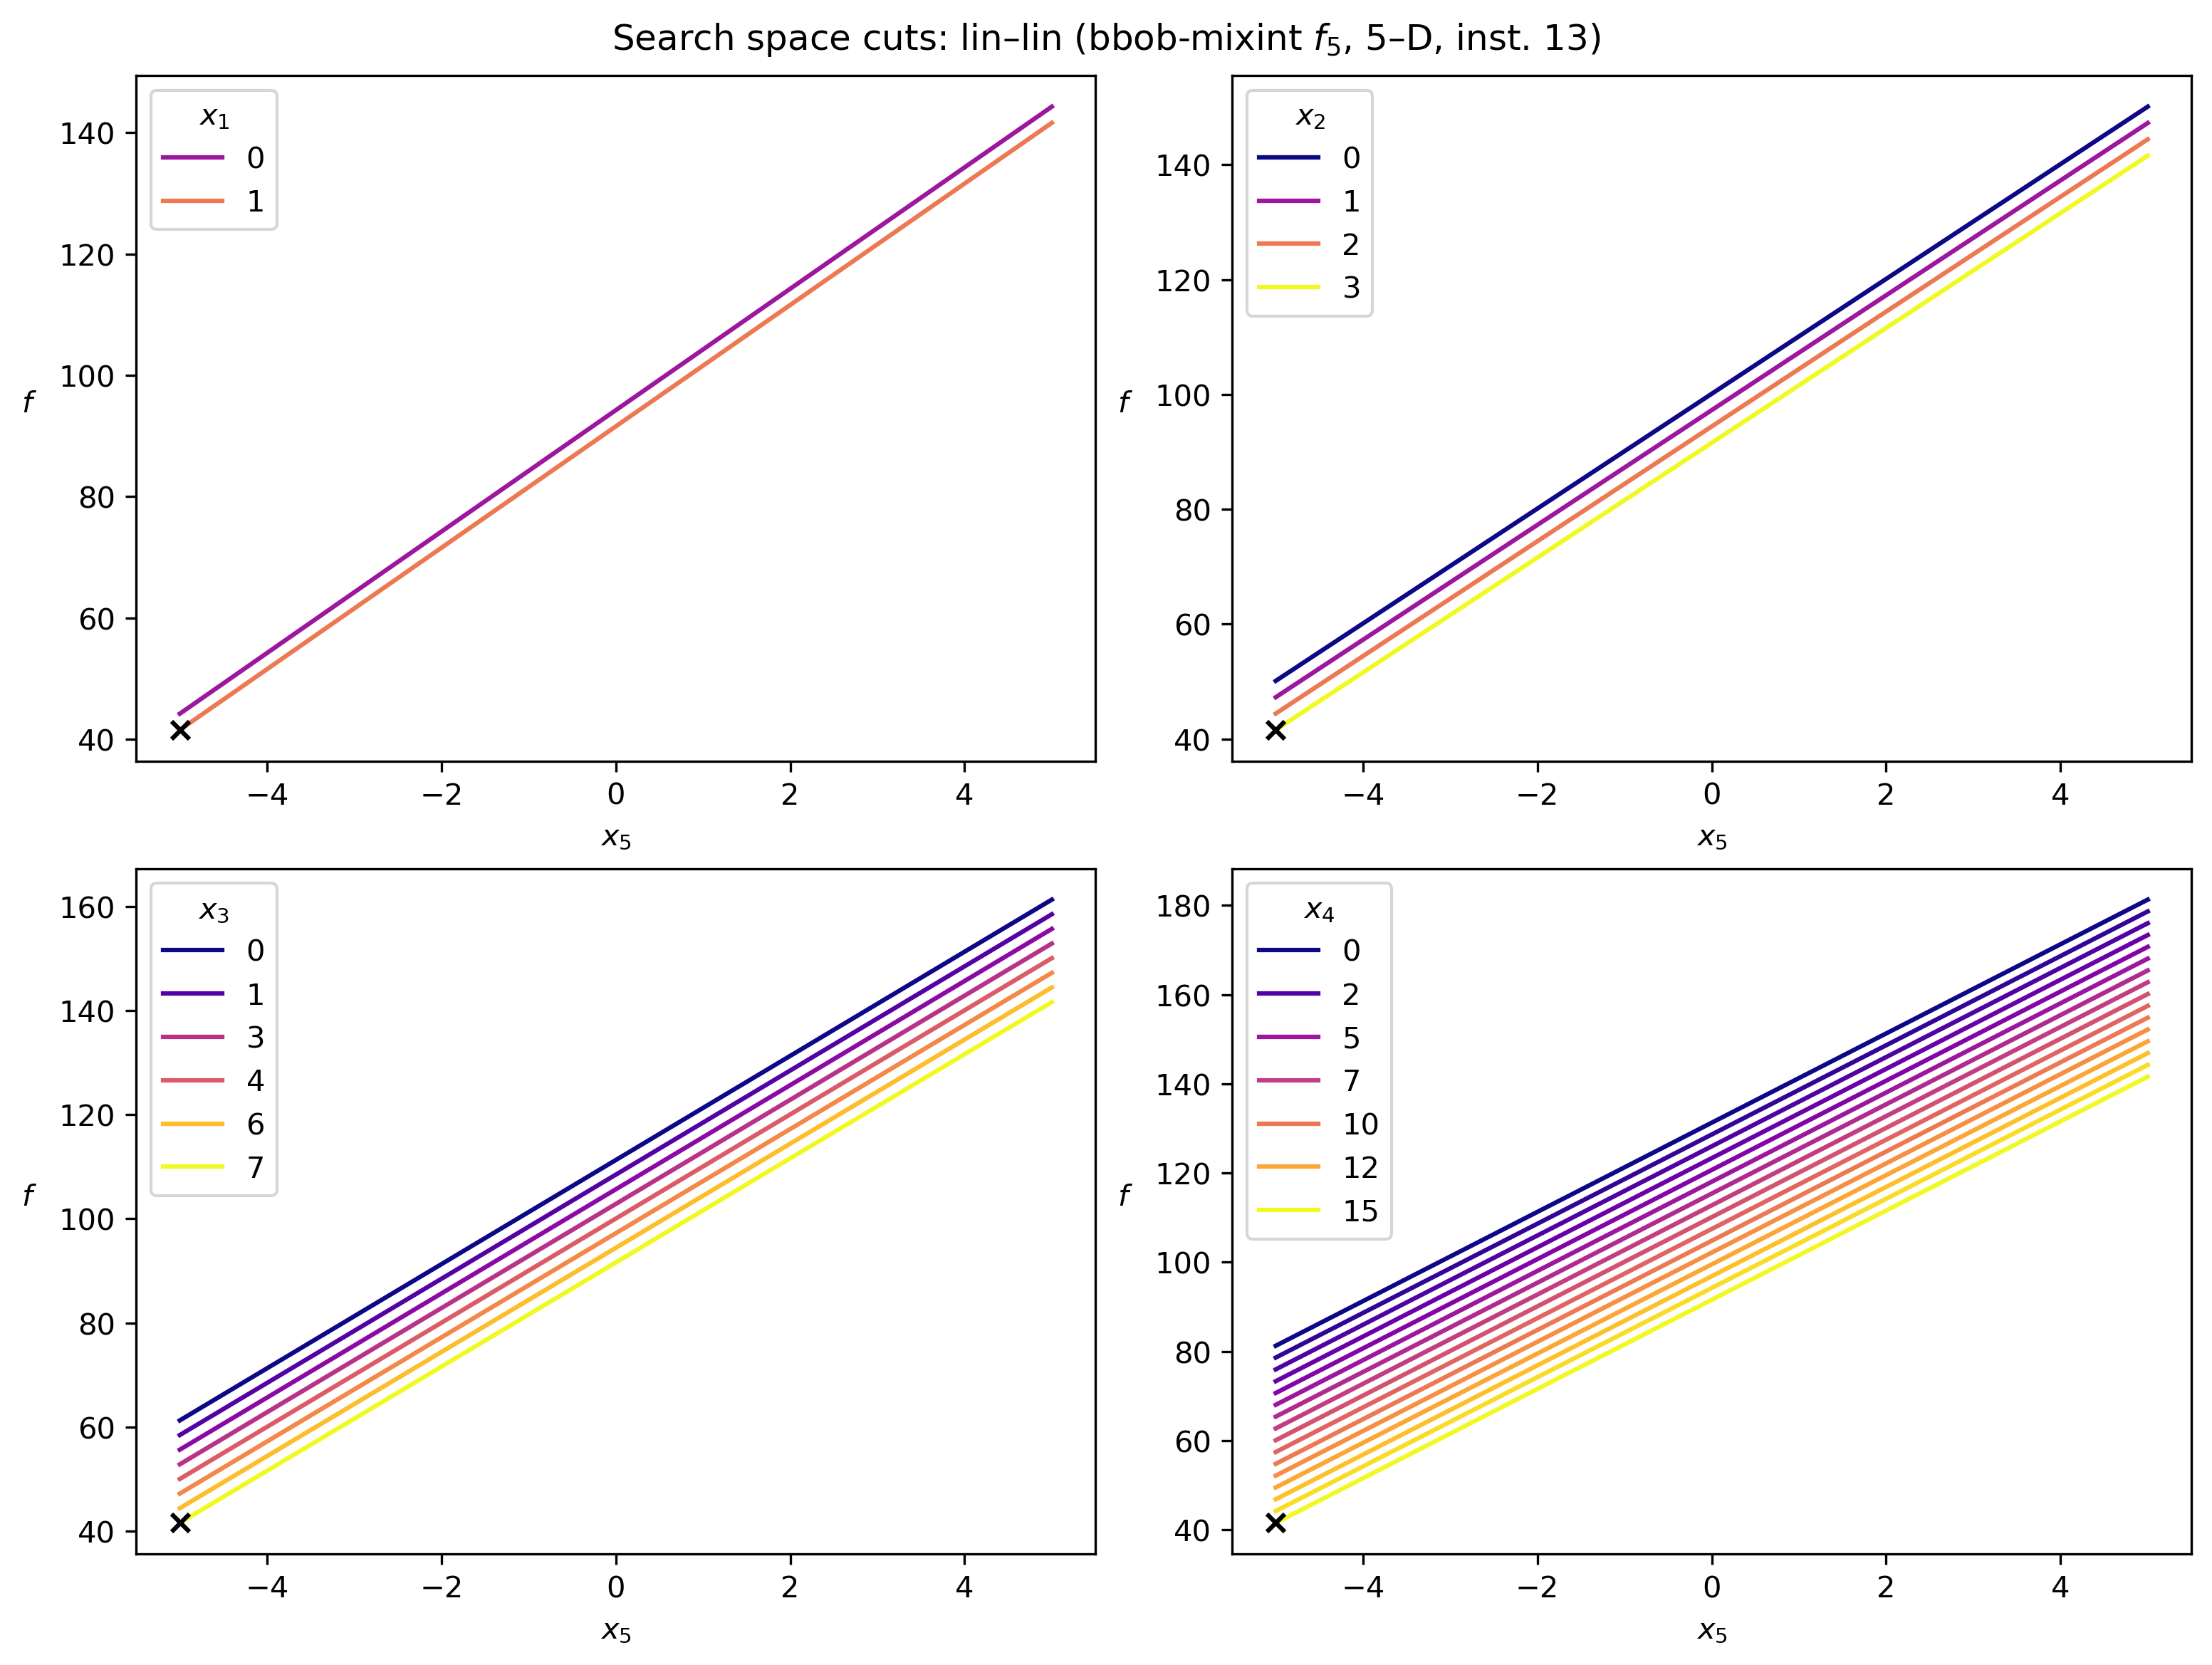 Search space cuts: lin–lin (bbob-mixint f₅, 5–D, inst. 13)
x₁
0
1
140
120
100
80
60
40
f
−4 −2 0 2 4
x₅
x₂
0
1
2
3
140
120
100
80
60
40
f
−4 −2 0 2 4
x₅
x₃
0
1
3
4
6
7
160
140
120
100
80
60
40
f
−4 −2 0 2 4
x₅
x₄
0
2
5
7
10
12
15
180
160
140
120
100
80
60
40
f
−4 −2 0 2 4
x₅